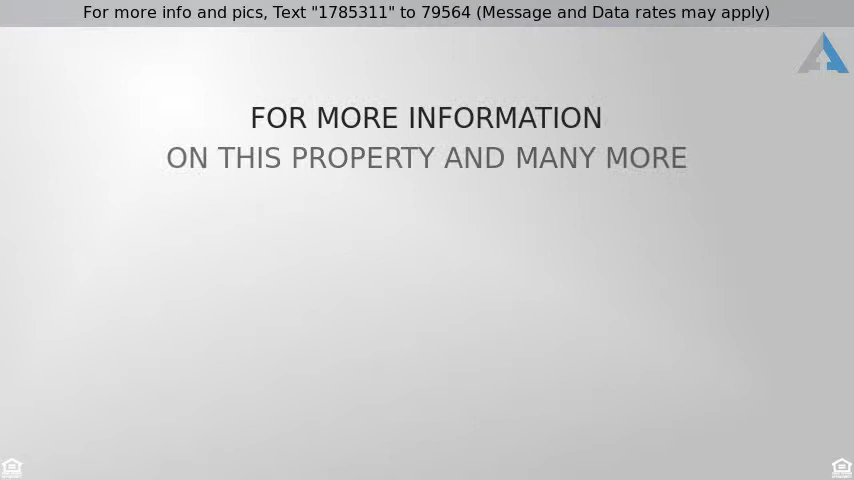 For more info and pics, Text "1785311" to 79564 (Message and Data rates may apply)
FOR MORE INFORMATION
ON THIS PROPERTY AND MANY MORE